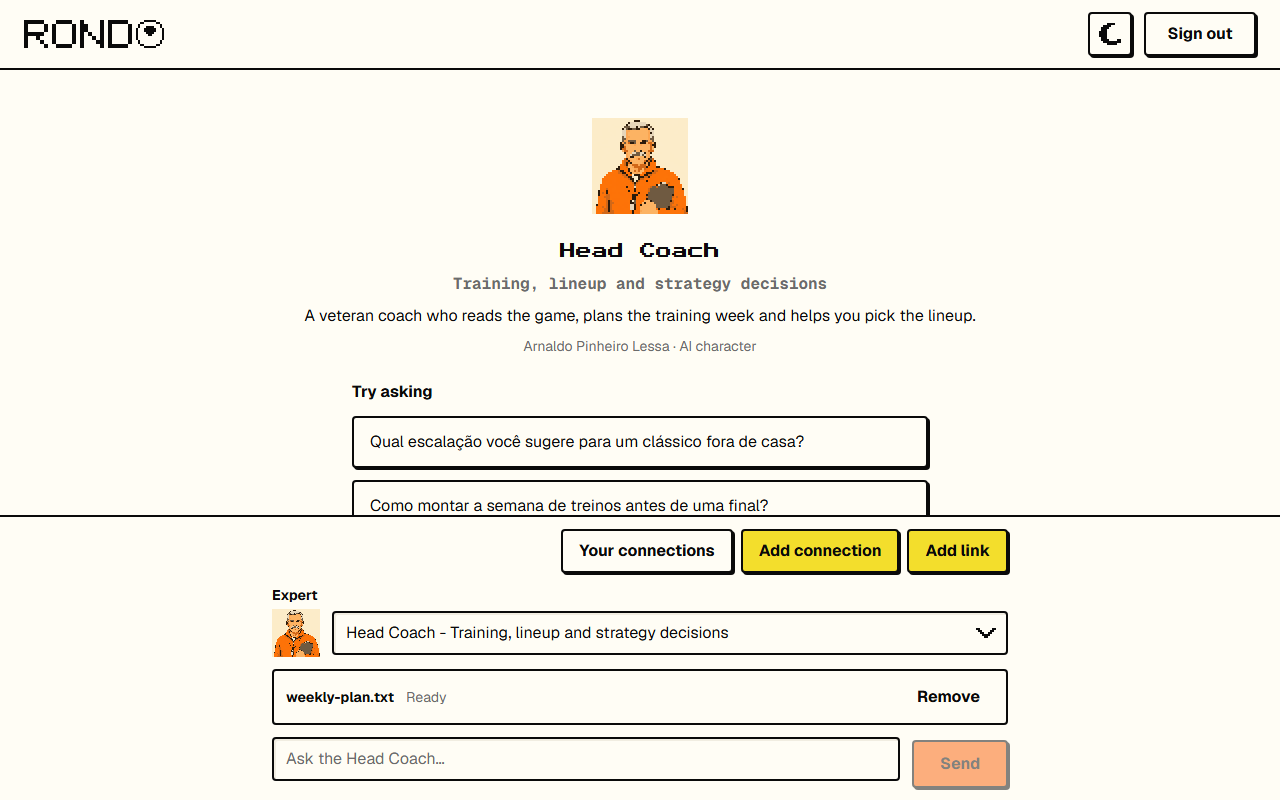 RONDO
Sign out
Head Coach
Training, lineup and strategy decisions
A veteran coach who reads the game, plans the training week and helps you pick the lineup.
Arnaldo Pinheiro Lessa · AI character
Try asking
Qual escalação você sugere para um clássico fora de casa?
Como montar a semana de treinos antes de uma final?
Your connections
Add connection
Add link
Expert
Head Coach - Training, lineup and strategy decisions
weekly-plan.txt Ready
Remove
Ask the Head Coach...
Send